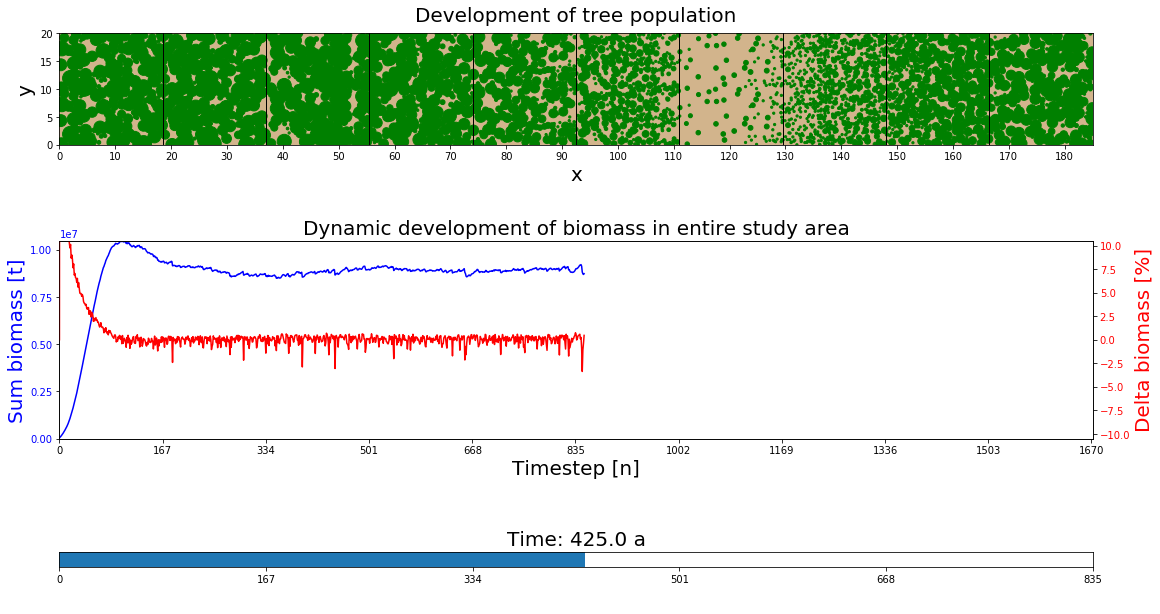 Development of tree population
20
15
10
5
0
y
0 10 20 30 40 50 60 70 80 90 100 110 120 130 140 150 160 170 180
x
Dynamic development of biomass in entire study area
1e7
1.00
0.75
0.50
0.25
0.00
Sum biomass [t]
10.0
7.5
5.0
2.5
0.0
−2.5
−5.0
−7.5
−10.0
Delta biomass [%]
0 167 334 501 668 835 1002 1169 1336 1503 1670
Timestep [n]
Time: 425.0 a
0 167 334 501 668 835